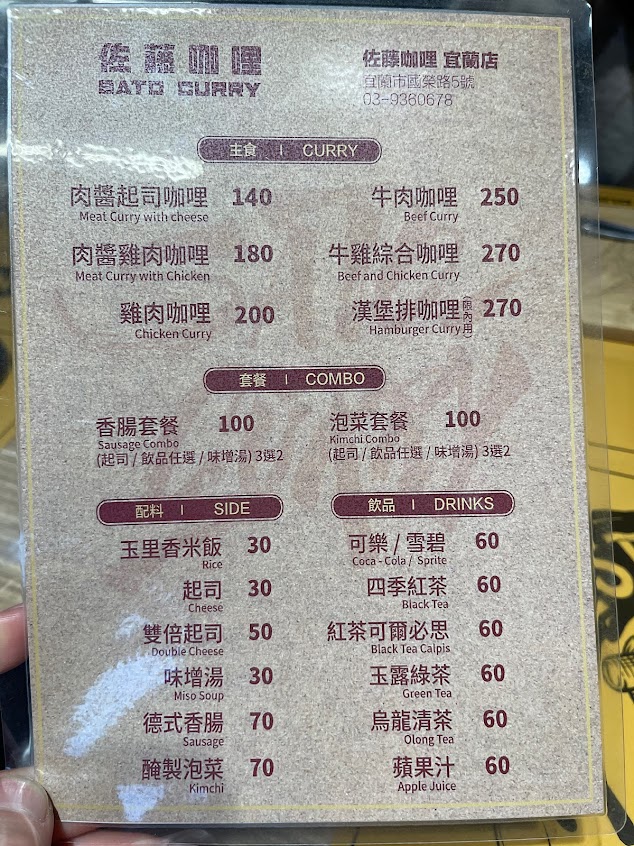 佐藤咖哩
SATO CURRY
佐藤咖哩 宜蘭店
宜蘭市國榮路5號
03-9360678
主食 | CURRY
肉醬起司咖哩 140
Meat Curry with cheese
肉醬雞肉咖哩 180
Meat Curry with Chicken
雞肉咖哩 200
Chicken Curry
牛肉咖哩 250
Beef Curry
牛雞綜合咖哩 270
Beef and Chicken Curry
漢堡排咖哩(限內用) 270
Hamburger Curry
套餐 | COMBO
香腸套餐 100
Sausage Combo
(起司 / 飲品任選 / 味增湯) 3選2
泡菜套餐 100
Kimchi Combo
(起司 / 飲品任選 / 味增湯) 3選2
配料 | SIDE
玉里香米飯 30
Rice
起司 30
Cheese
雙倍起司 50
Double Cheese
味增湯 30
Miso Soup
德式香腸 70
Sausage
醃製泡菜 70
Kimchi
飲品 | DRINKS
可樂 / 雪碧 60
Coca - Cola / Sprite
四季紅茶 60
Black Tea
紅茶可爾必思 60
Black Tea Calpis
玉露綠茶 60
Green Tea
烏龍清茶 60
Olong Tea
蘋果汁 60
Apple Juice